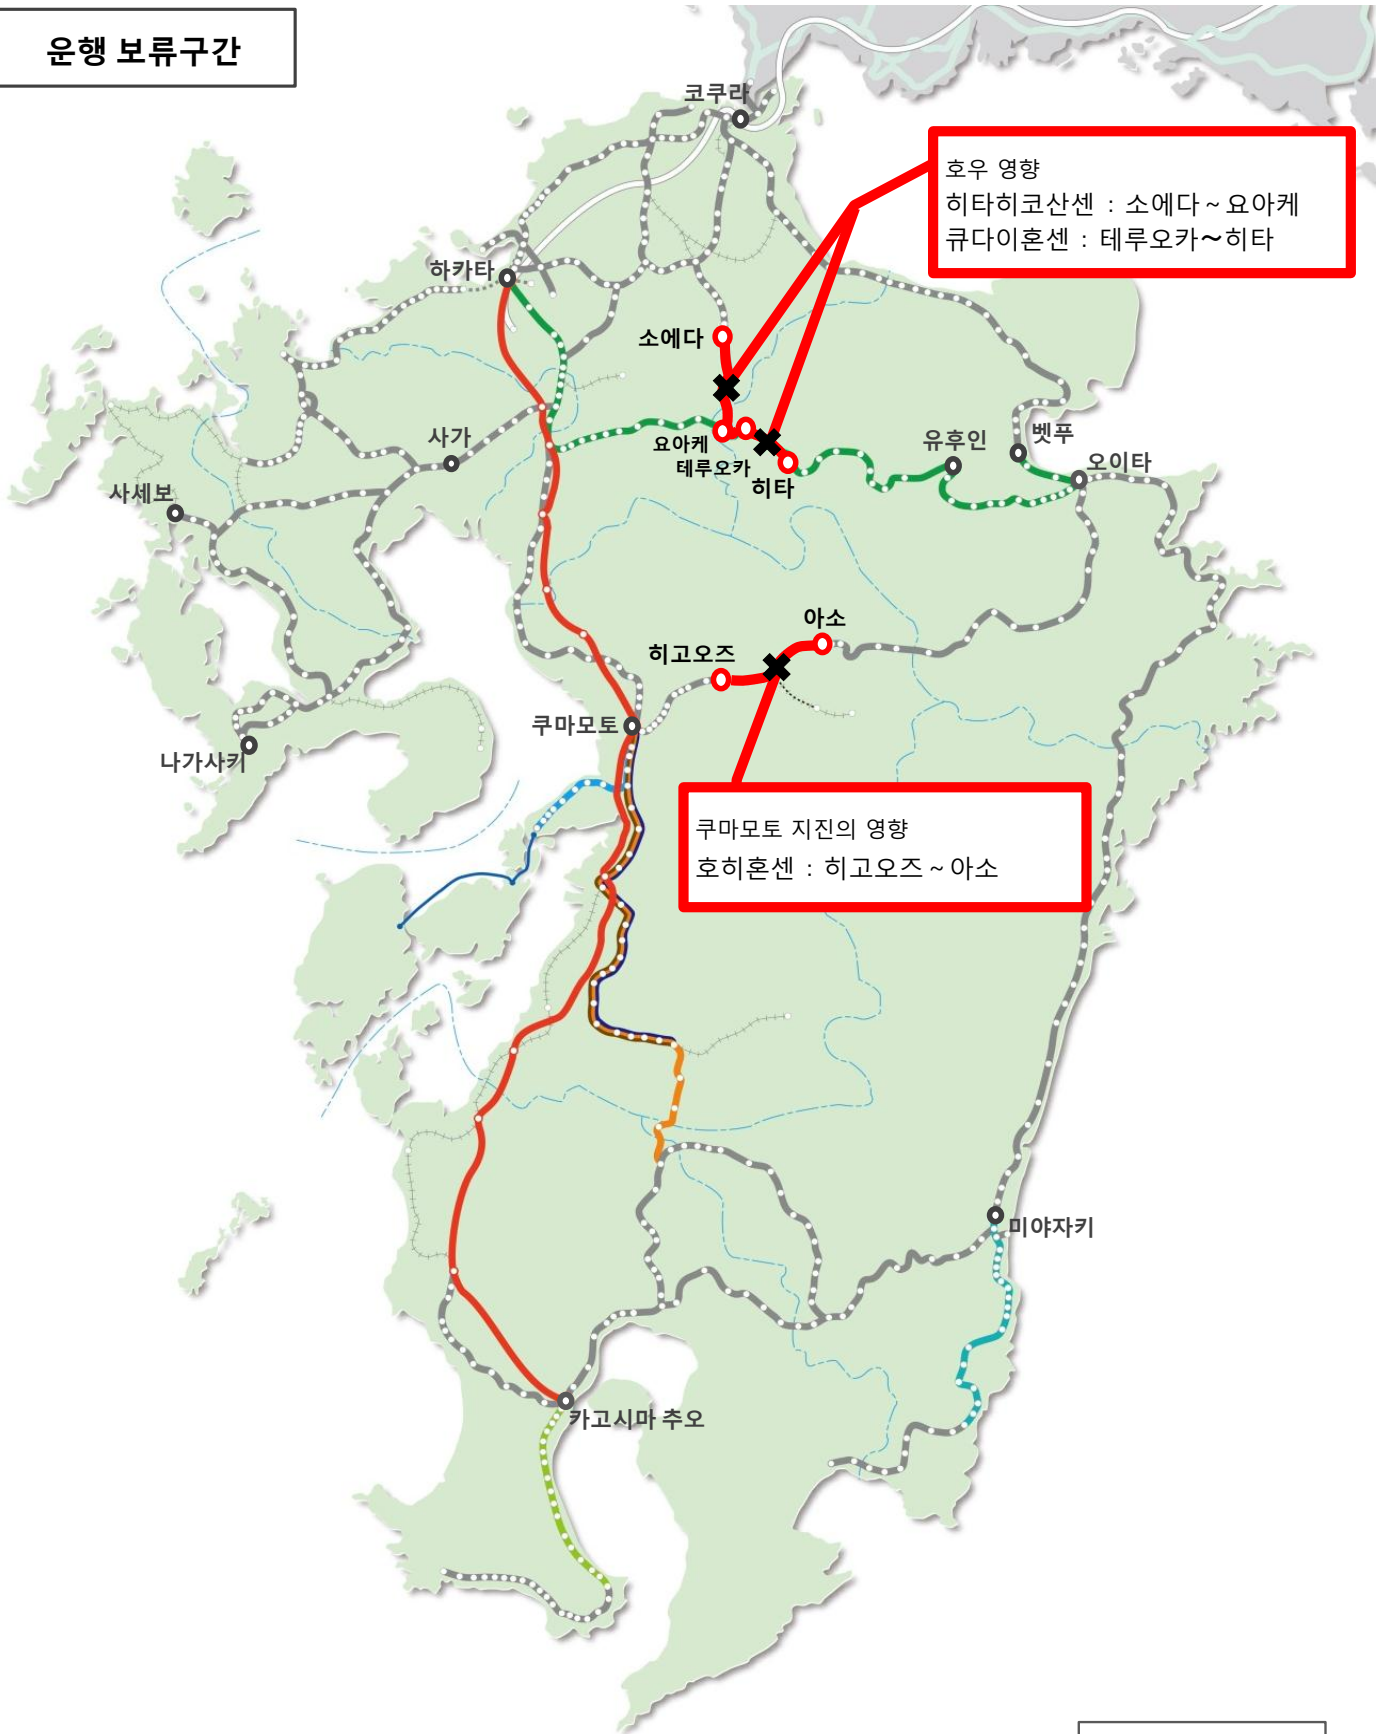 운행 보류구간
코쿠라
호우 영향
히타히코산센 : 소에다 ~ 요아케
큐다이혼센 : 테루오카～히타
하카타
소에다
사가
요아케
테루오카
히타
유후인
벳푸
오이타
사세보
아소
히고오즈
쿠마모토
나가사키
쿠마모토 지진의 영향
호히혼센 : 히고오즈 ~ 아소
미야자키
카고시마 추오